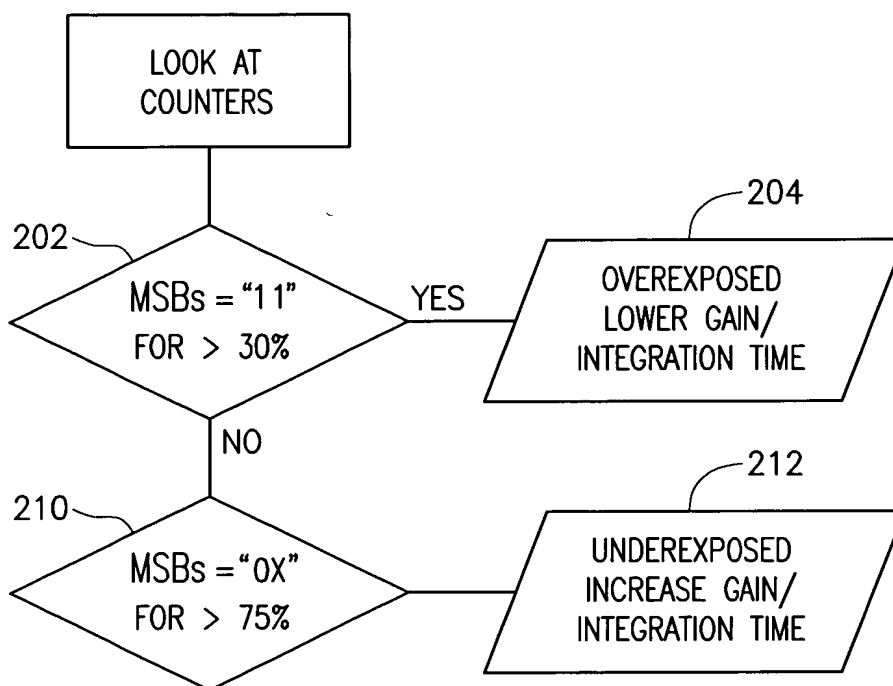 LOOK AT
COUNTERS
202
MSBs = “11”
FOR > 30%
YES
204
OVEREXPOSED
LOWER GAIN/
INTEGRATION TIME
NO
210
MSBs = “0X”
FOR > 75%
212
UNDEREXPOSED
INCREASE GAIN/
INTEGRATION TIME